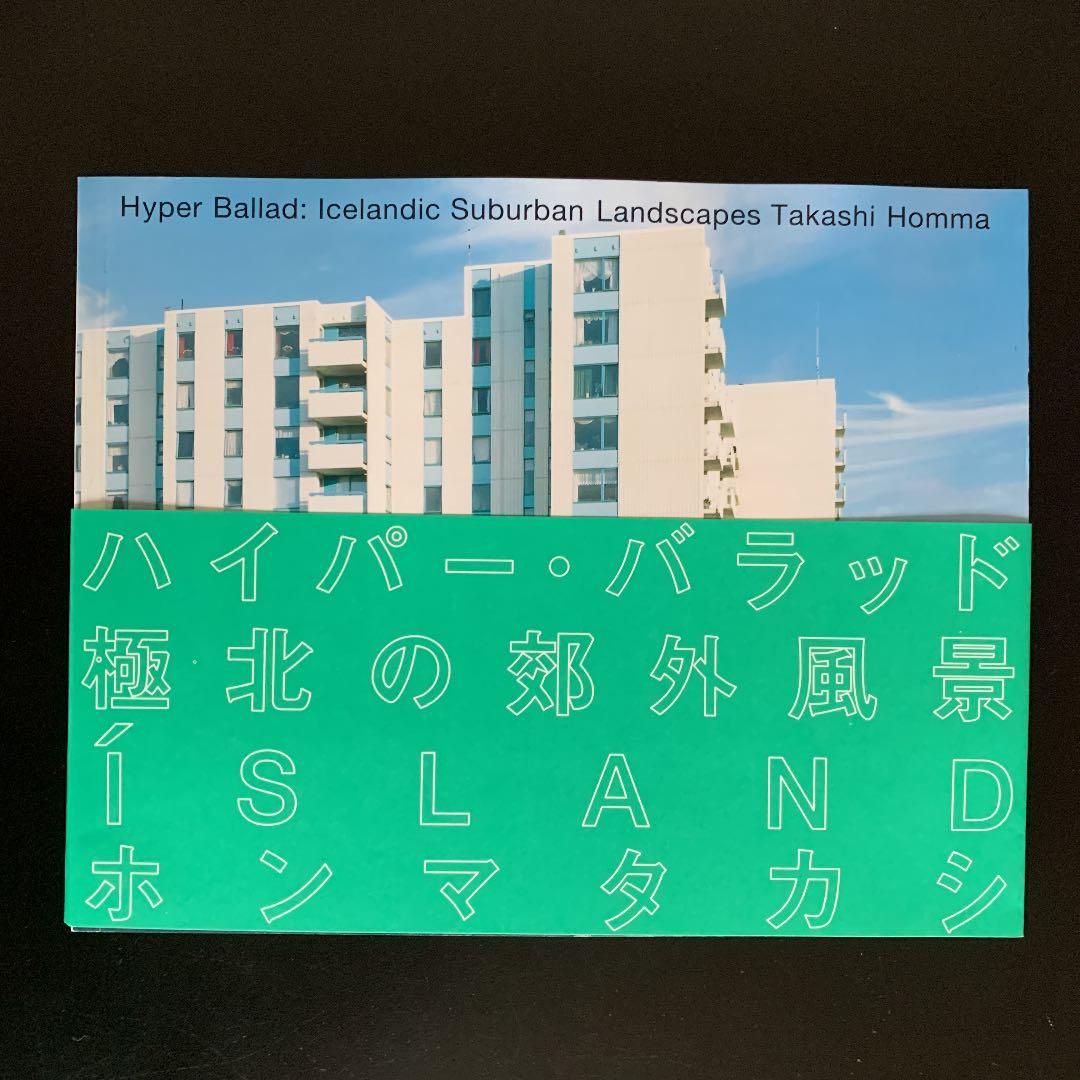 Hyper Ballad: Icelandic Suburban Landscapes Takashi Homma
ハイパー・バラッド
極北の郊外風景
ÍSLAND
ホンマタカシ